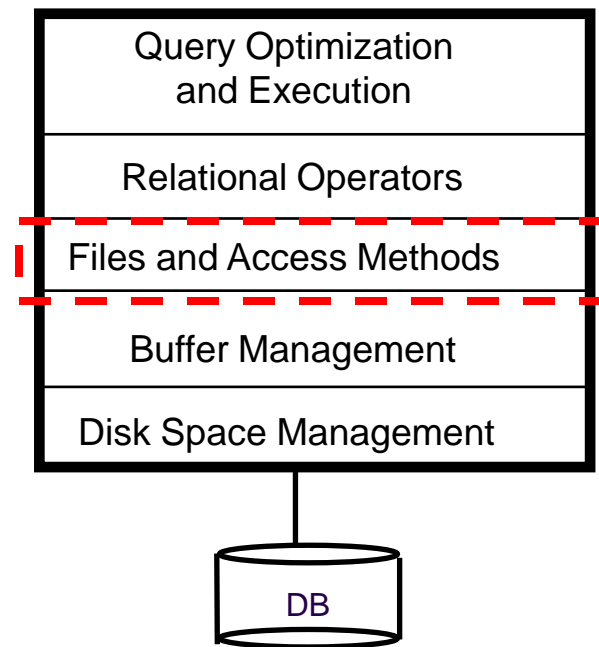 Query Optimization
and Execution
Relational Operators
Files and Access Methods
Buffer Management
Disk Space Management
DB